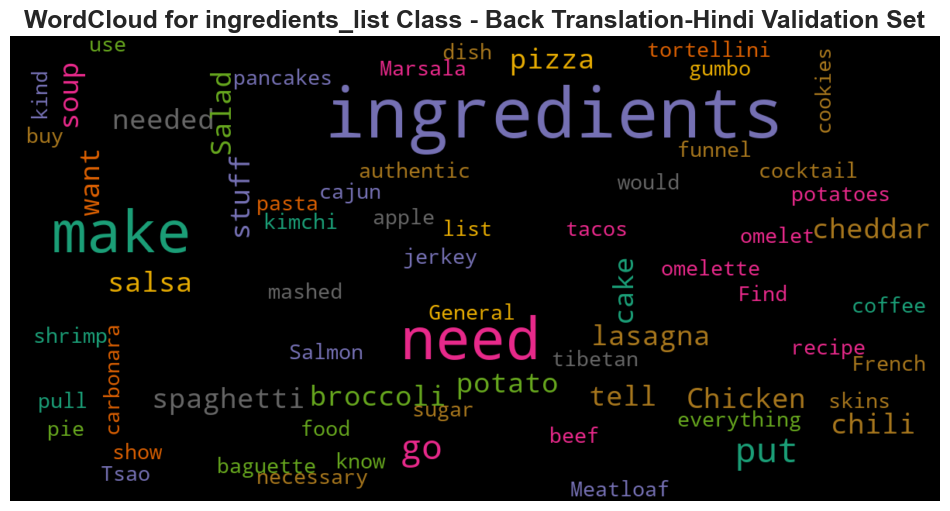 WordCloud for ingredients_list Class - Back Translation-Hindi Validation Set
use
dish
pizza
tortellini
kind
soup
Salad
pancakes
Marsala
gumbo
cookies
ingredients
needed
buy
funnel
want
stuff
authentic
cocktail
cajun
would
potatoes
pasta
kimchi
apple
list
tacos
omelet
cheddar
make
jerkey
cake
omelette
salsa
mashed
Find
General
coffee
shrimp
carbonara
Salmon
need
tibetan
lasagna
recipe
French
pull
spaghetti
broccoli
potato
sugar
tell
Chicken
skins
pie
food
everything
chili
show
go
beef
put
Tsao
baguette
know
necessary
Meatloaf